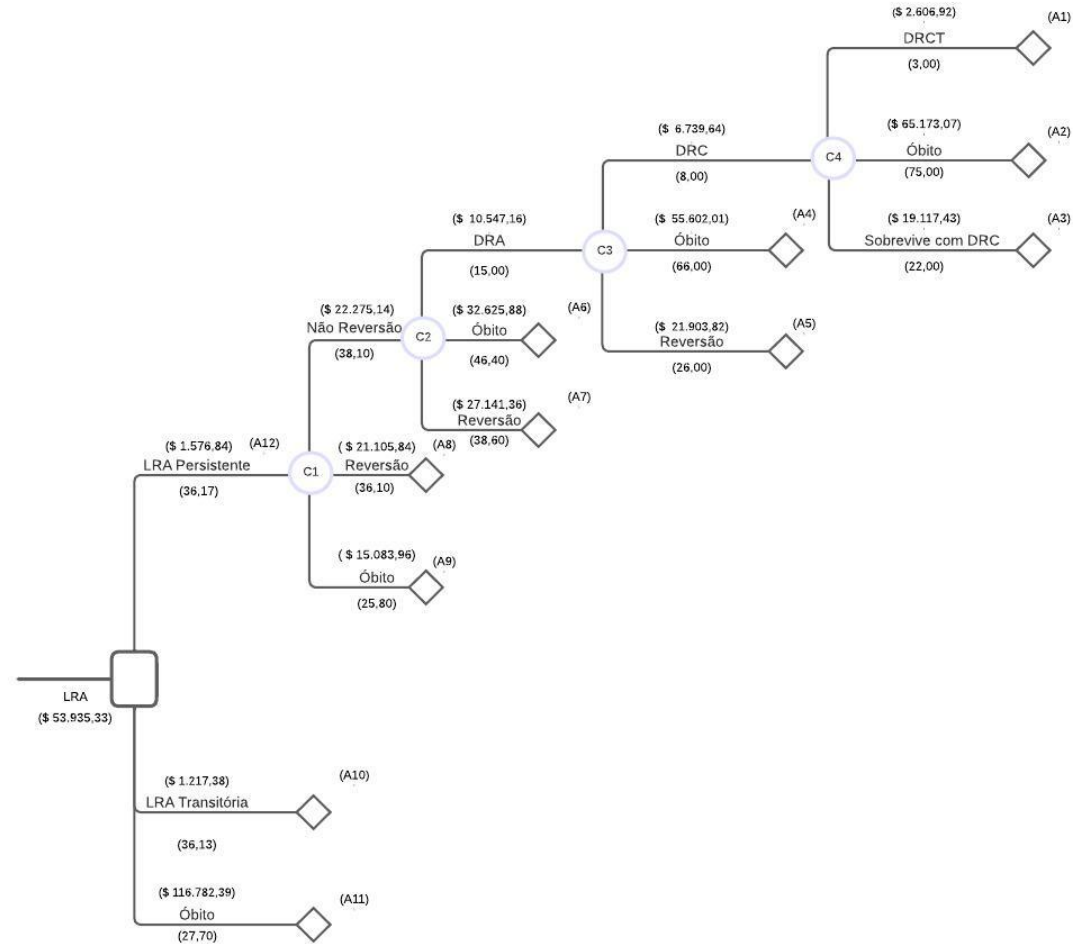 ($ 2.606,92)
(A1)
DRCT
(3,00)
($ 65.173,07)
(A2)
($ 6.739,64)
DRC
C4
Óbito
(8,00)
(75,00)
($ 10.547,16)
($ 55.602,01)
(A4)
($ 19.117,43)
(A3)
DRA
Óbito
Sobrevive com DRC
C3
(15,00)
(66,00)
(22,00)
($ 22.275,14)
($ 32.625,88)
(A6)
Não Reversão
C2
Óbito
($ 21.903,82)
(A5)
Reversão
(38,10)
(46,40)
(26,00)
($ 27.141,36)
(A7)
Reversão
(38,60)
($ 1.576,84)
(A12)
( $ 21.105,84)
(A8)
LRA Persistente
C1
Reversão
(36,17)
(36,10)
( $ 15.083,96)
(A9)
Óbito
(25,80)
LRA
($ 53.935,33)
($ 1.217,38)
(A10)
LRA Transitória
(36,13)
($ 116.782,39)
(A11)
Óbito
(27,70)